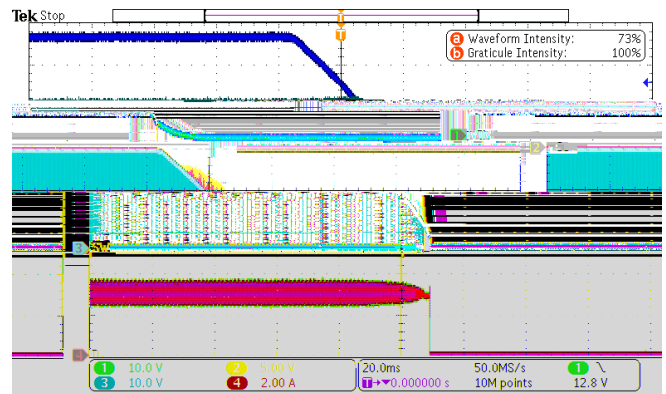 Tek Stop
T
T
a Waveform Intensity: 73%
b Graticule Intensity: 100%
1
2
3 SW
4
1 10.0 V 2 5.00 V
3 10.0 V 4 2.00 A
20.0ms 50.0MS/s 1
T→▼0.000000 s 10M points 12.8 V